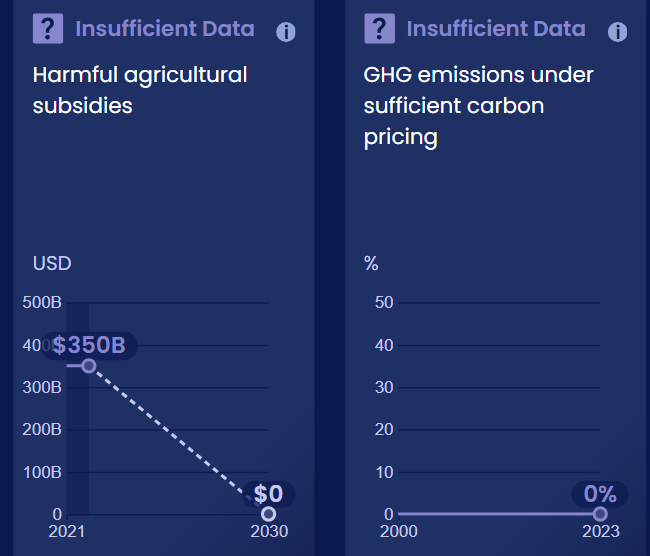 ? Insufficient Data i
Harmful agricultural
subsidies
USD
500B
400B
$350B
300B
200B
100B
$0
0
2021 2030
? Insufficient Data i
GHG emissions under
sufficient carbon
pricing
%
50
40
30
20
10
0%
0
2000 2023